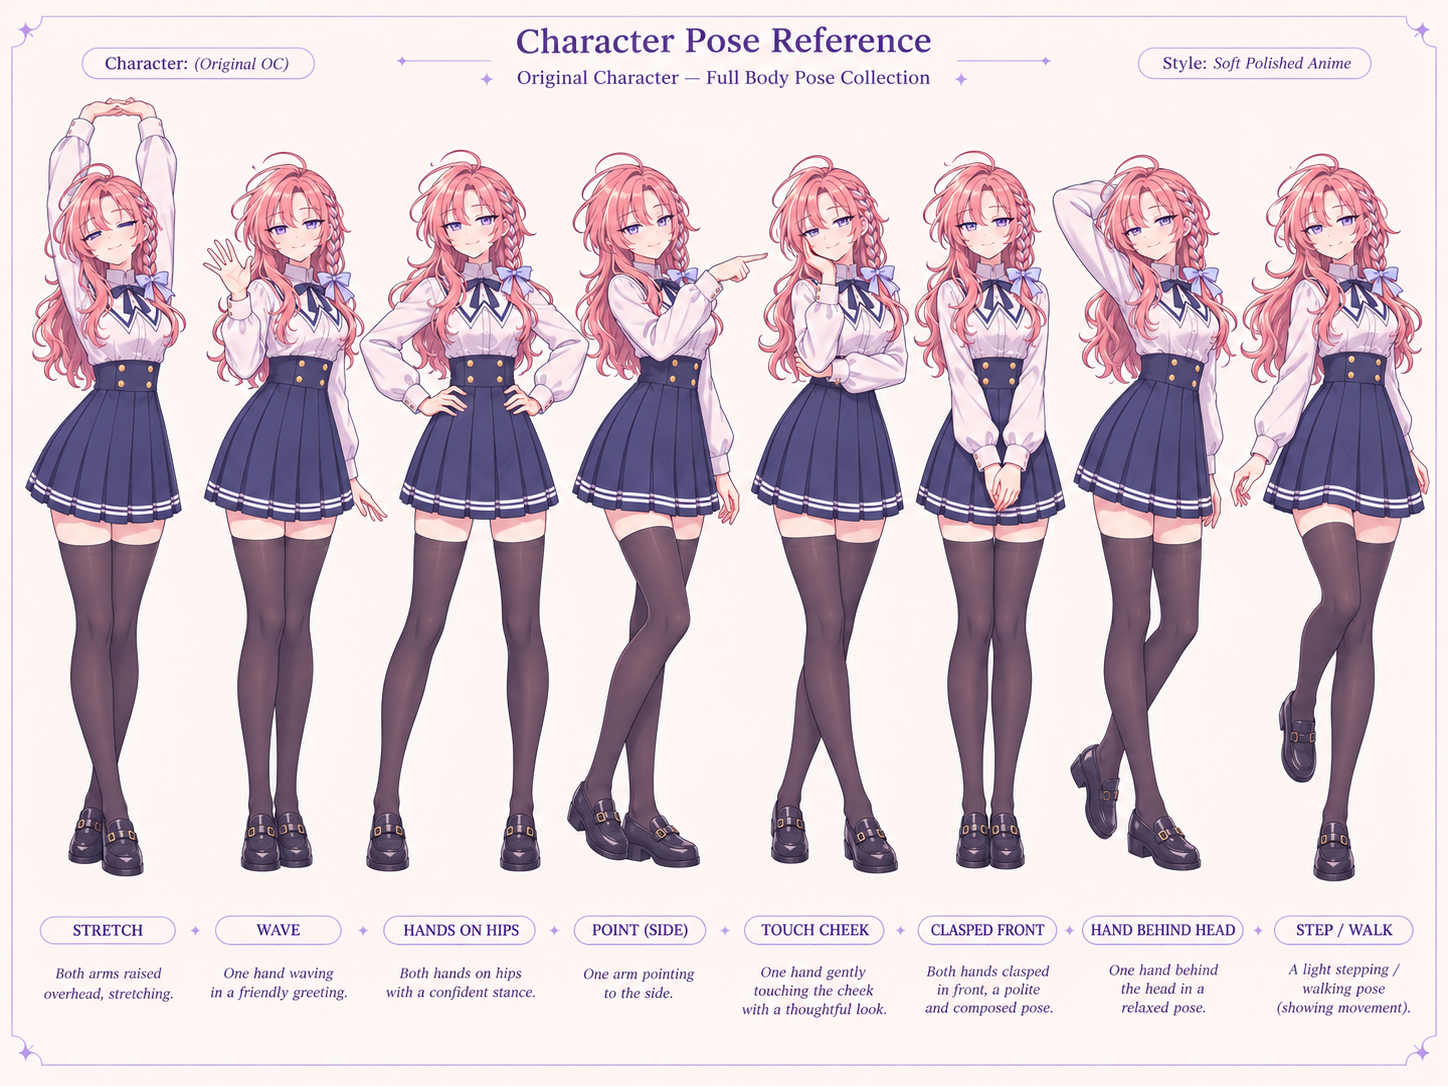 Character Pose Reference
Original Character — Full Body Pose Collection
Character: (Original OC)
Style: Soft Polished Anime
STRETCH
Both arms raised
overhead, stretching.
WAVE
One hand waving
in a friendly greeting.
HANDS ON HIPS
Both hands on hips
with a confident stance.
POINT (SIDE)
One arm pointing
to the side.
TOUCH CHEEK
One hand gently
touching the cheek
with a thoughtful look.
CLASPED FRONT
Both hands clasped
in front, a polite
and composed pose.
HAND BEHIND HEAD
One hand behind
the head in a
relaxed pose.
STEP / WALK
A light stepping /
walking pose
(showing movement).